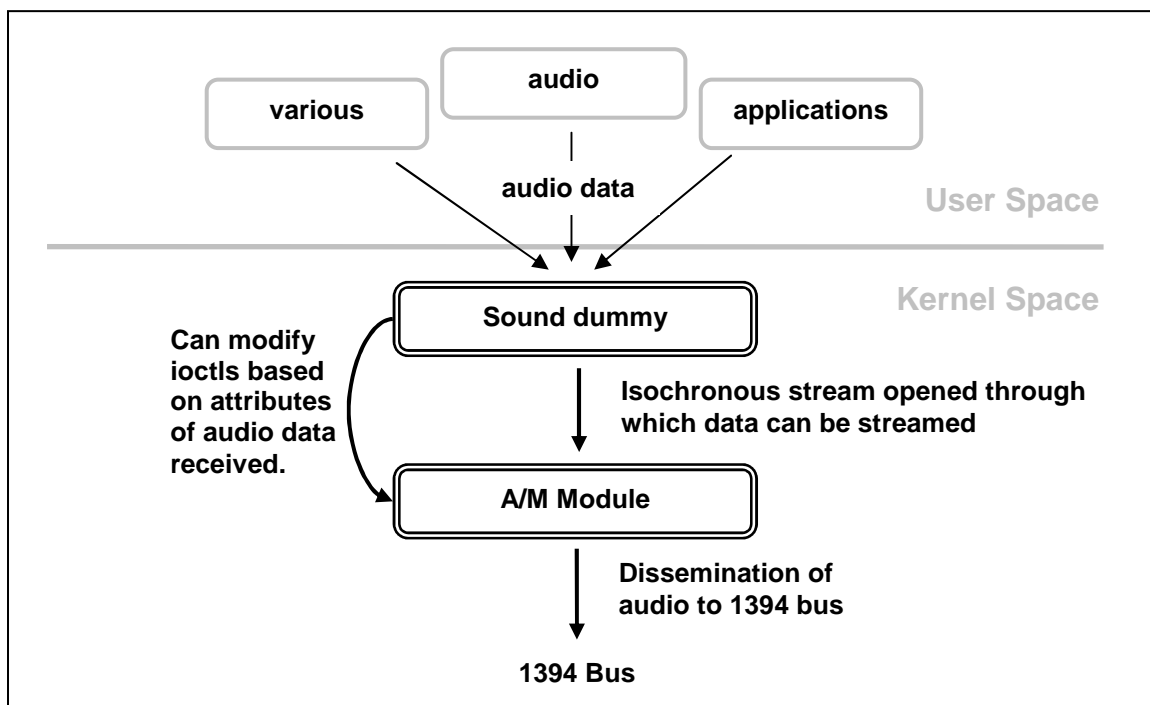 various
audio
applications
audio data
User Space
Kernel Space
Sound dummy
Can modify
ioctls based
on attributes
of audio data
received.
Isochronous stream opened through
which data can be streamed
A/M Module
Dissemination of
audio to 1394 bus
1394 Bus